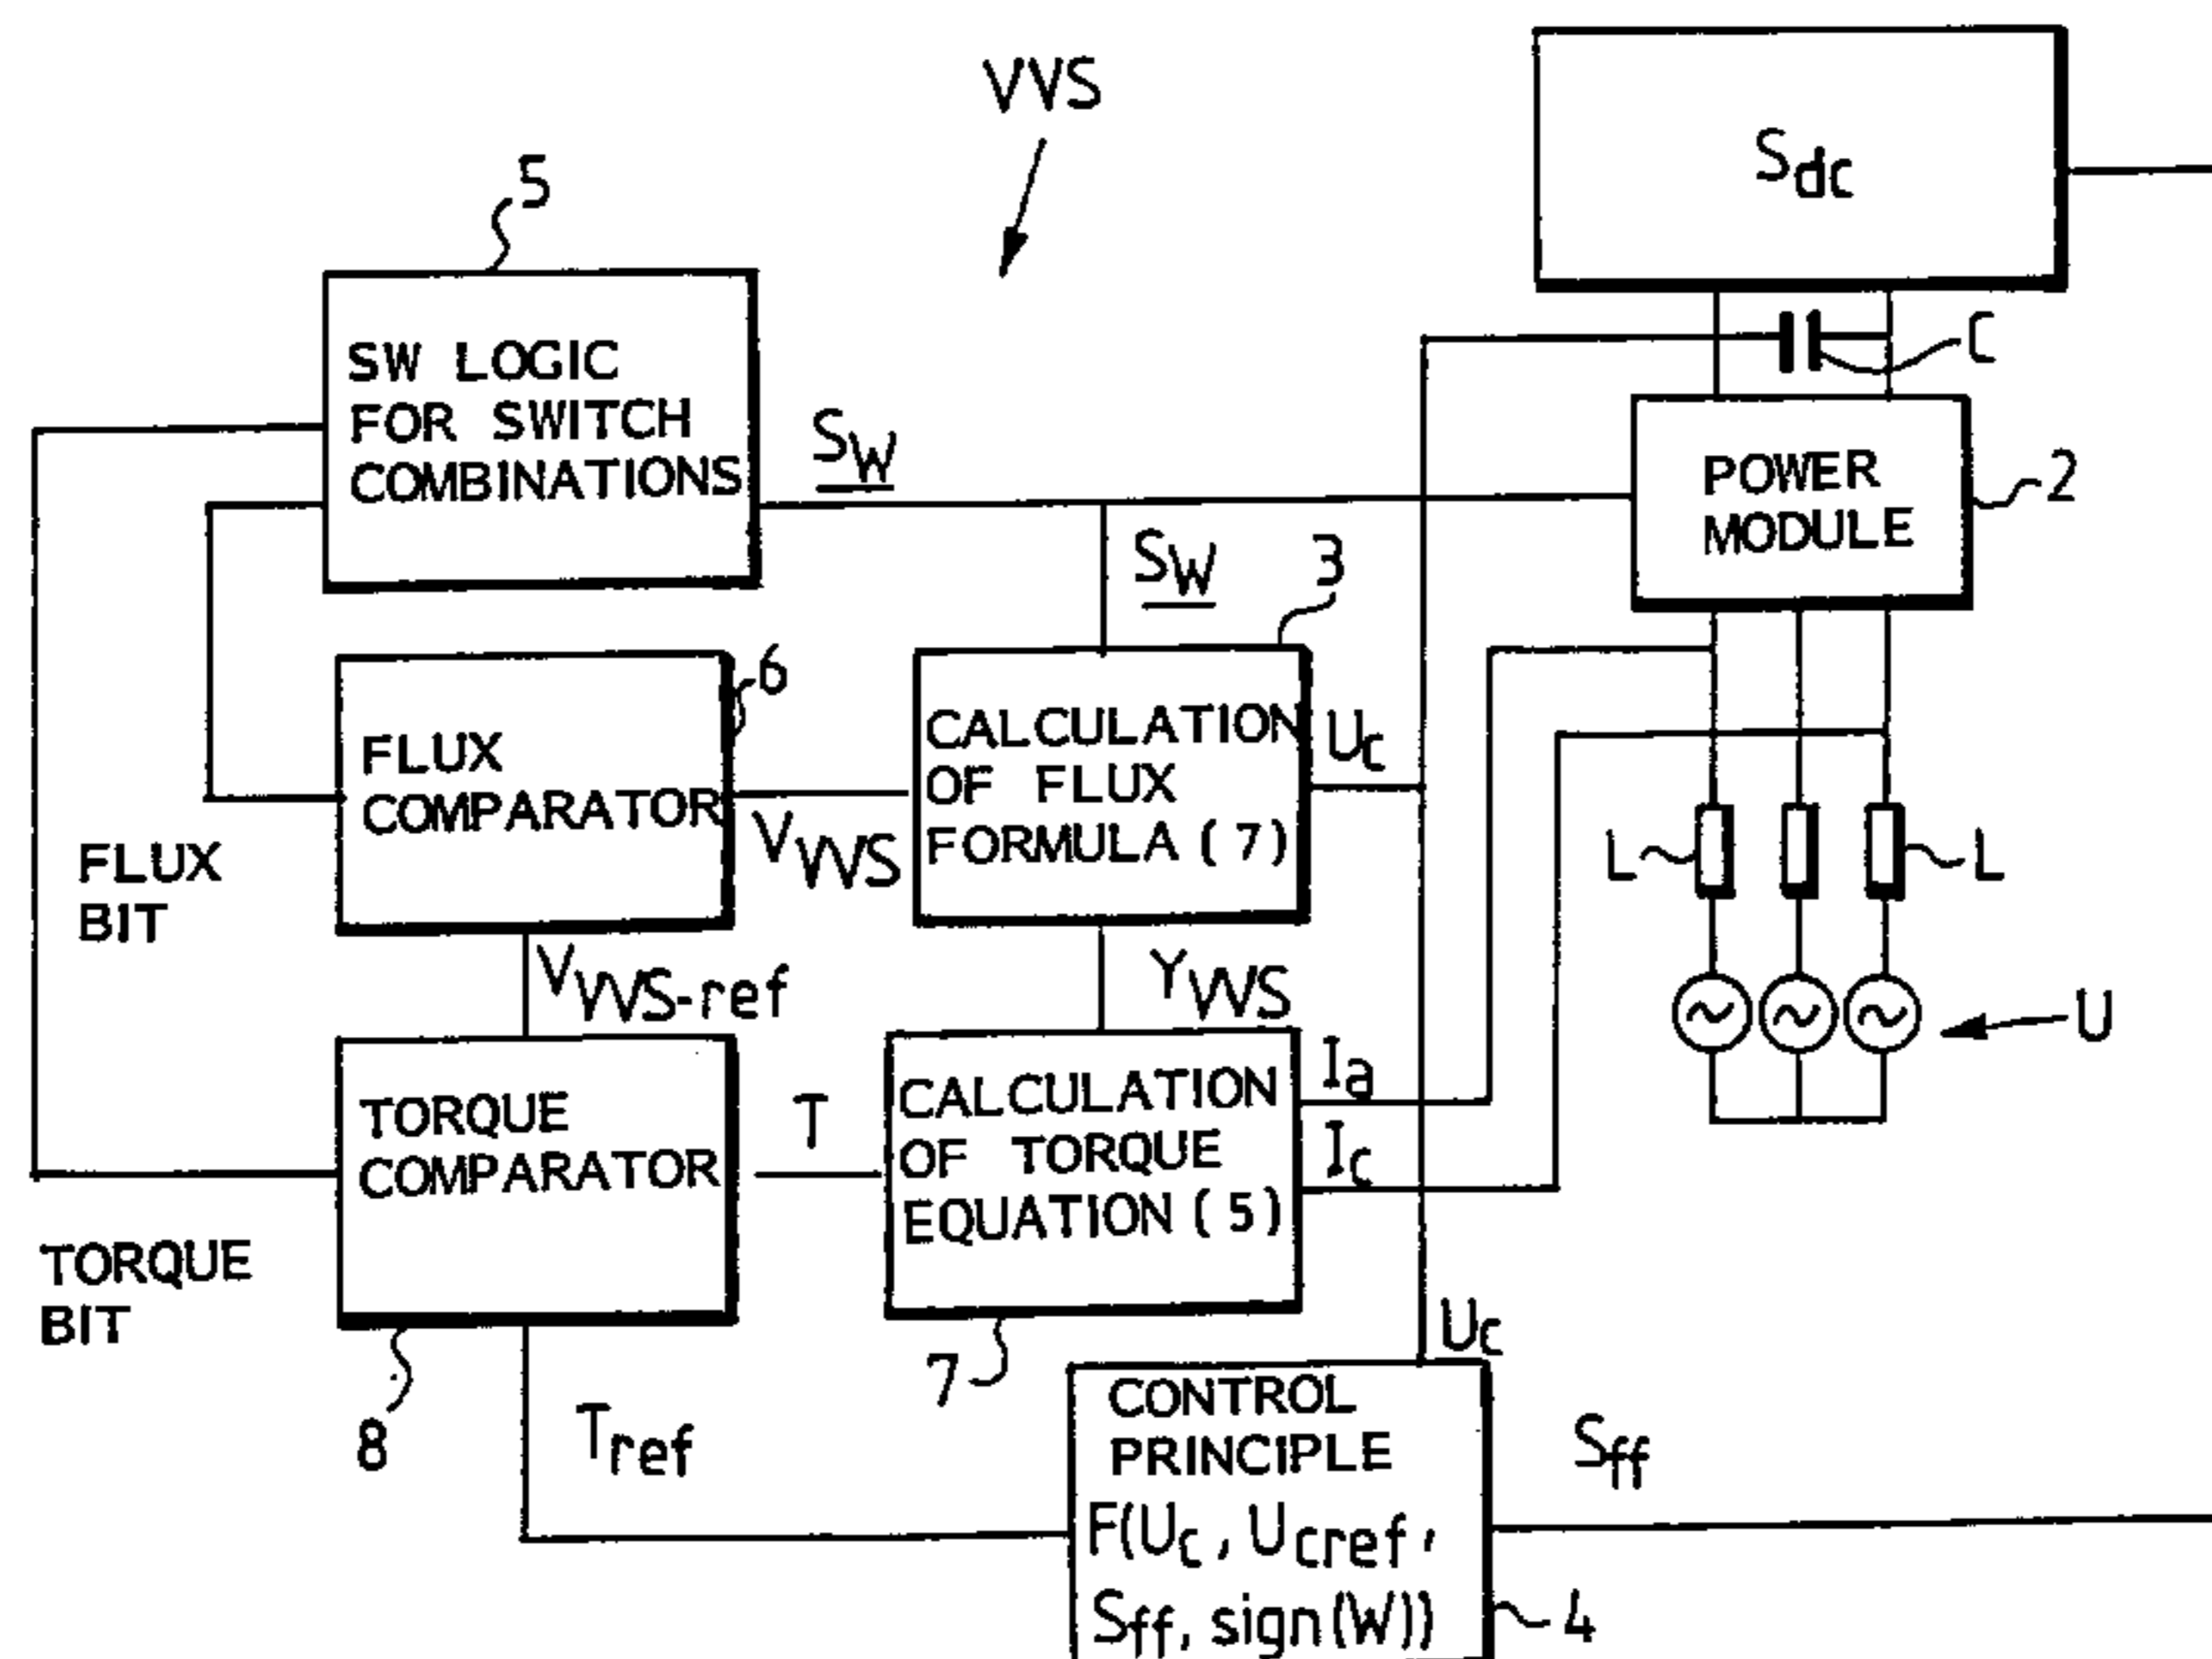 VVS
S_dc
5
SW LOGIC
FOR SWITCH
COMBINATIONS
SW
C
POWER
MODULE
2
SW
3
6
FLUX
COMPARATOR
CALCULATION
OF FLUX
FORMULA (7)
Uc
VVVS
L
L
FLUX
BIT
VVVS-ref
YVVS
U
TORQUE
COMPARATOR
T
CALCULATION
OF TORQUE
EQUATION (5)
Ia
Ic
TORQUE
BIT
8
7
Uc
Tref
CONTROL
PRINCIPLE
F(Uc, Ucref,
Sff, sign(W))
Sff
4